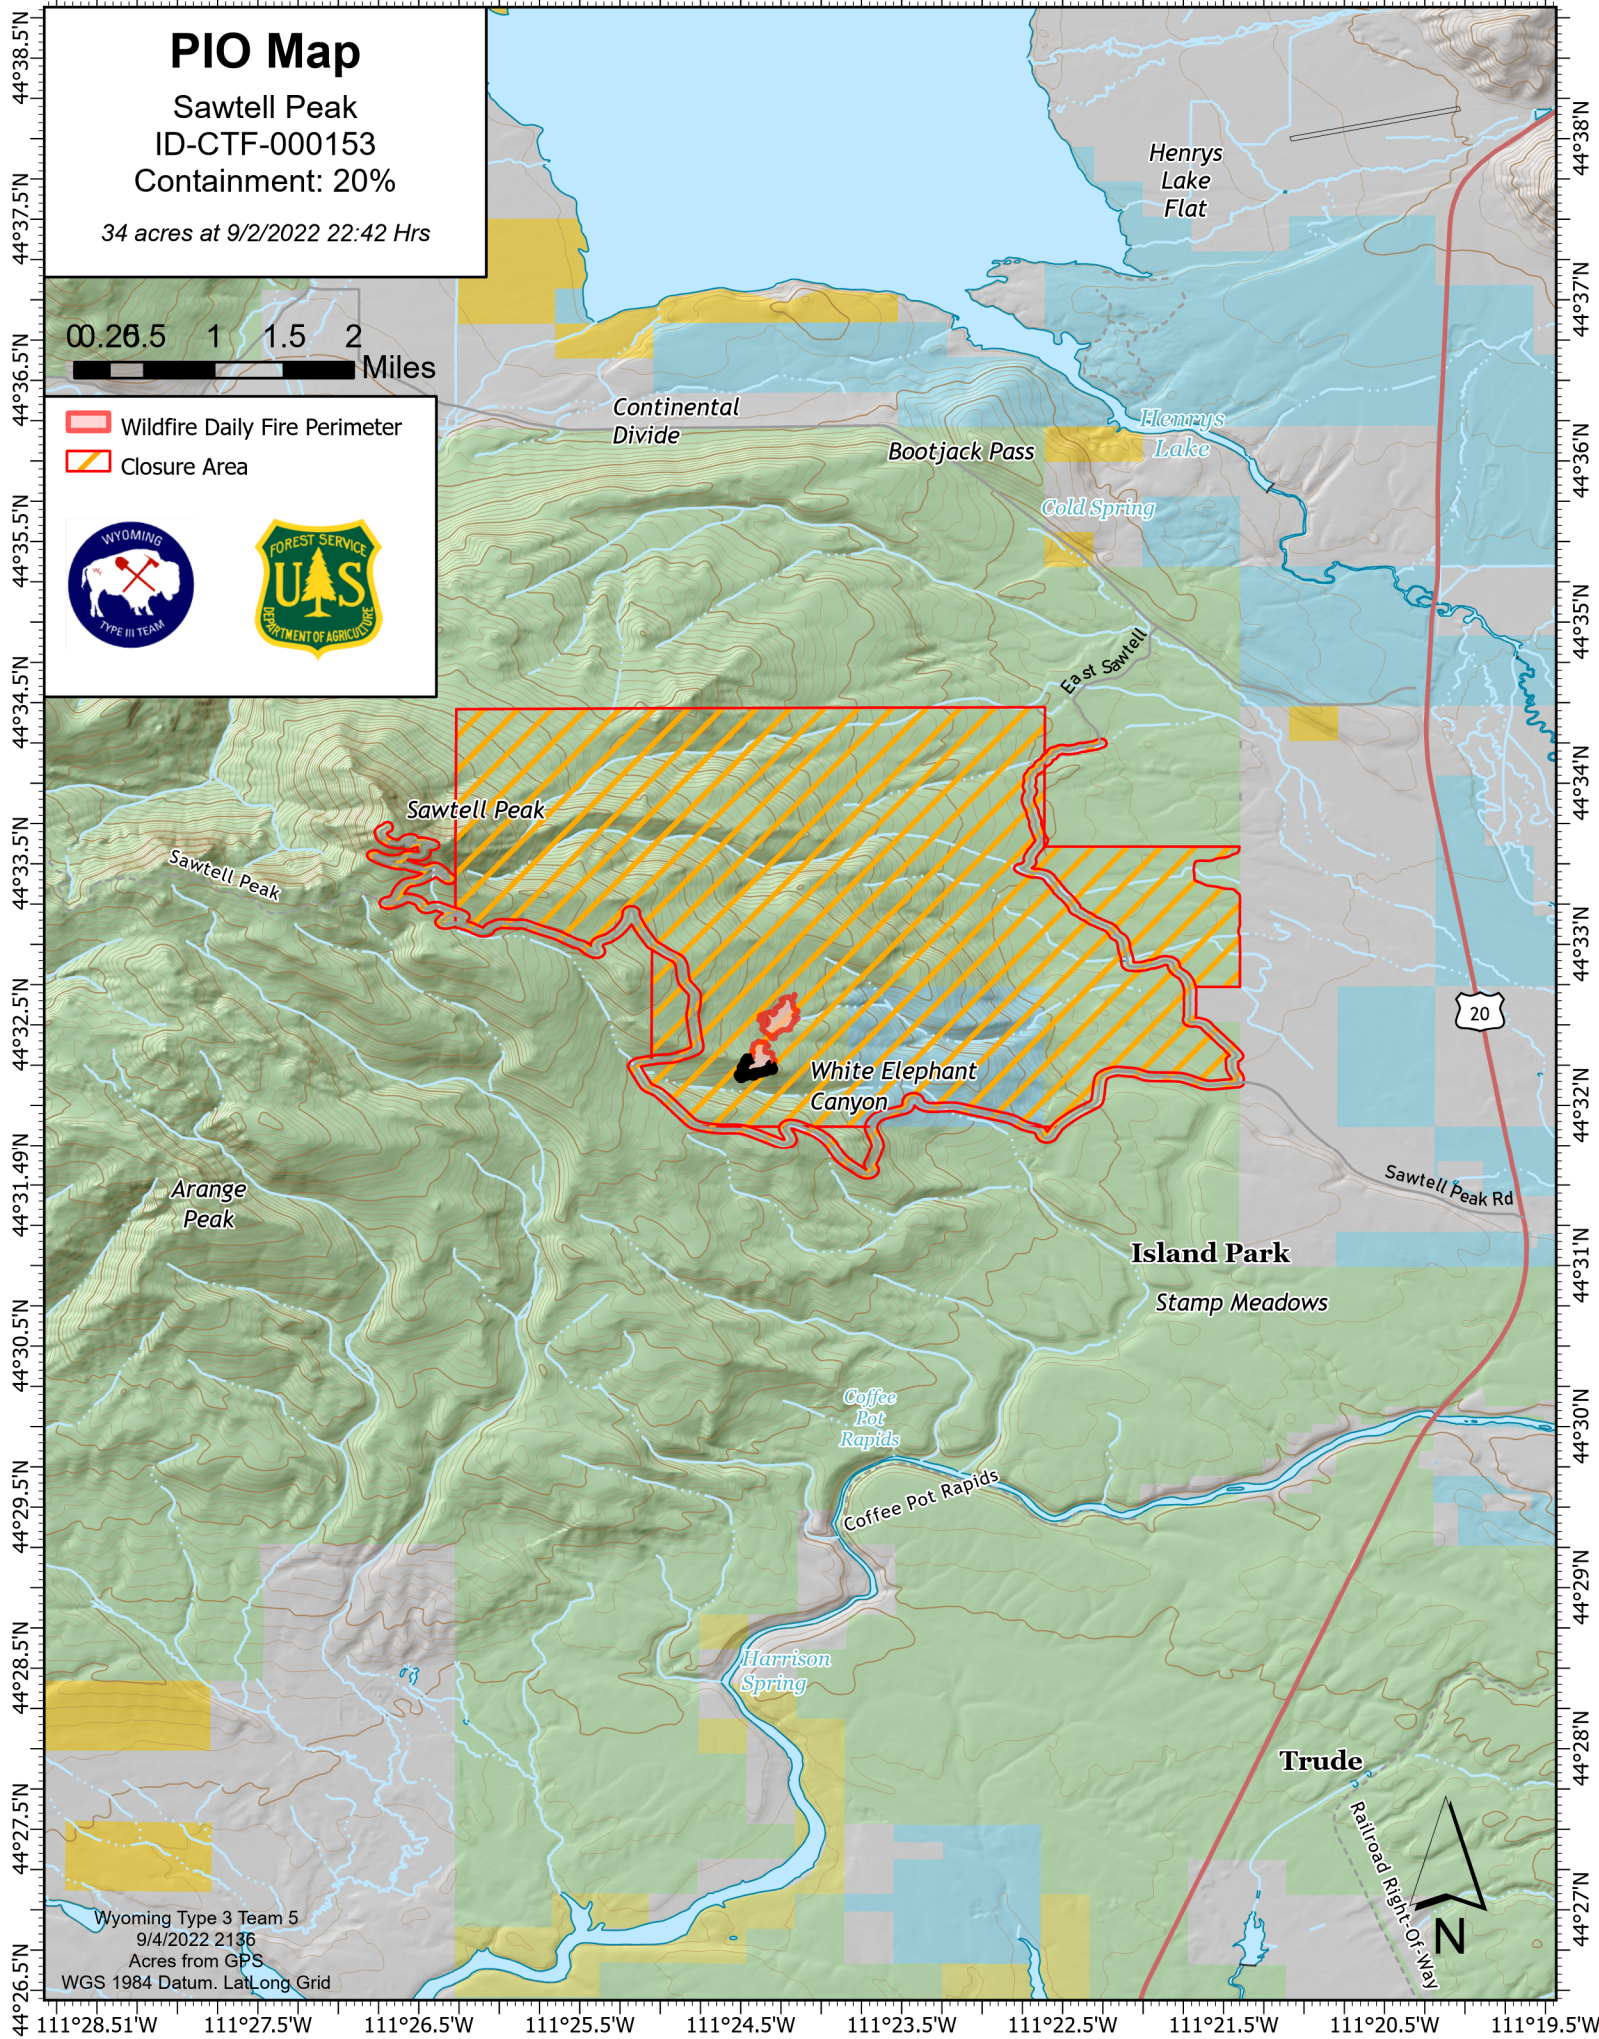 PIO Map
Sawtell Peak
ID-CTF-000153
Containment: 20%
34 acres at 9/2/2022 22:42 Hrs
0 0.25 0.5 1 1.5 2
Miles
Wildfire Daily Fire Perimeter
Closure Area
WYOMING
TYPE III TEAM
FOREST SERVICE
U S
DEPARTMENT OF AGRICULTURE
Henrys
Lake
Flat
Continental
Divide
Bootjack Pass
Henrys
Lake
Cold Spring
East Sawtell
Sawtell Peak
Sawtell Peak
20
White Elephant
Canyon
Arange
Peak
Sawtell Peak Rd
Island Park
Stamp Meadows
Coffee
Pot
Rapids
Coffee Pot Rapids
Harrison
Spring
Trude
Railroad Right-Of-Way
N
Wyoming Type 3 Team 5
9/4/2022 2136
Acres from GPS
WGS 1984 Datum. LatLong Grid
44°38.5'N
44°37.5'N
44°36.5'N
44°35.5'N
44°34.5'N
44°33.5'N
44°32.5'N
44°31.49'N
44°30.5'N
44°29.5'N
44°28.5'N
44°27.5'N
44°26.5'N
44°38'N
44°37'N
44°36'N
44°35'N
44°34'N
44°33'N
44°32'N
44°31'N
44°30'N
44°29'N
44°28'N
44°27'N
111°28.51'W 111°27.5'W 111°26.5'W 111°25.5'W 111°24.5'W 111°23.5'W 111°22.5'W 111°21.5'W 111°20.5'W 111°19.5'W